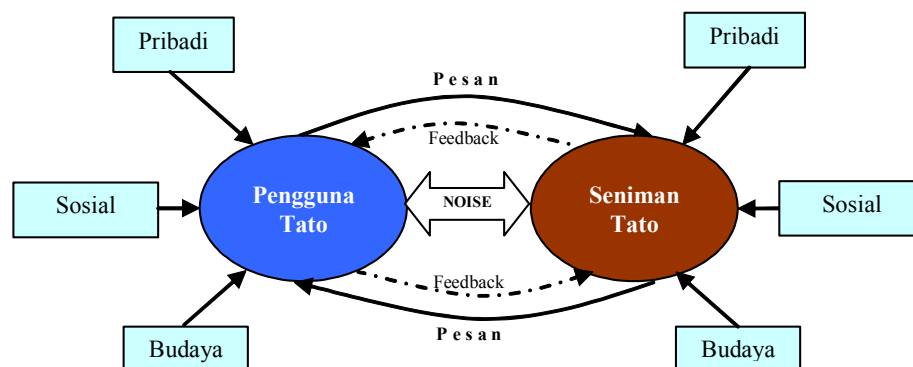 Pribadi
Pribadi
Pesan
Feedback
Sosial
Pengguna
Tato
NOISE
Seniman
Tato
Sosial
Feedback
Pesan
Budaya
Budaya